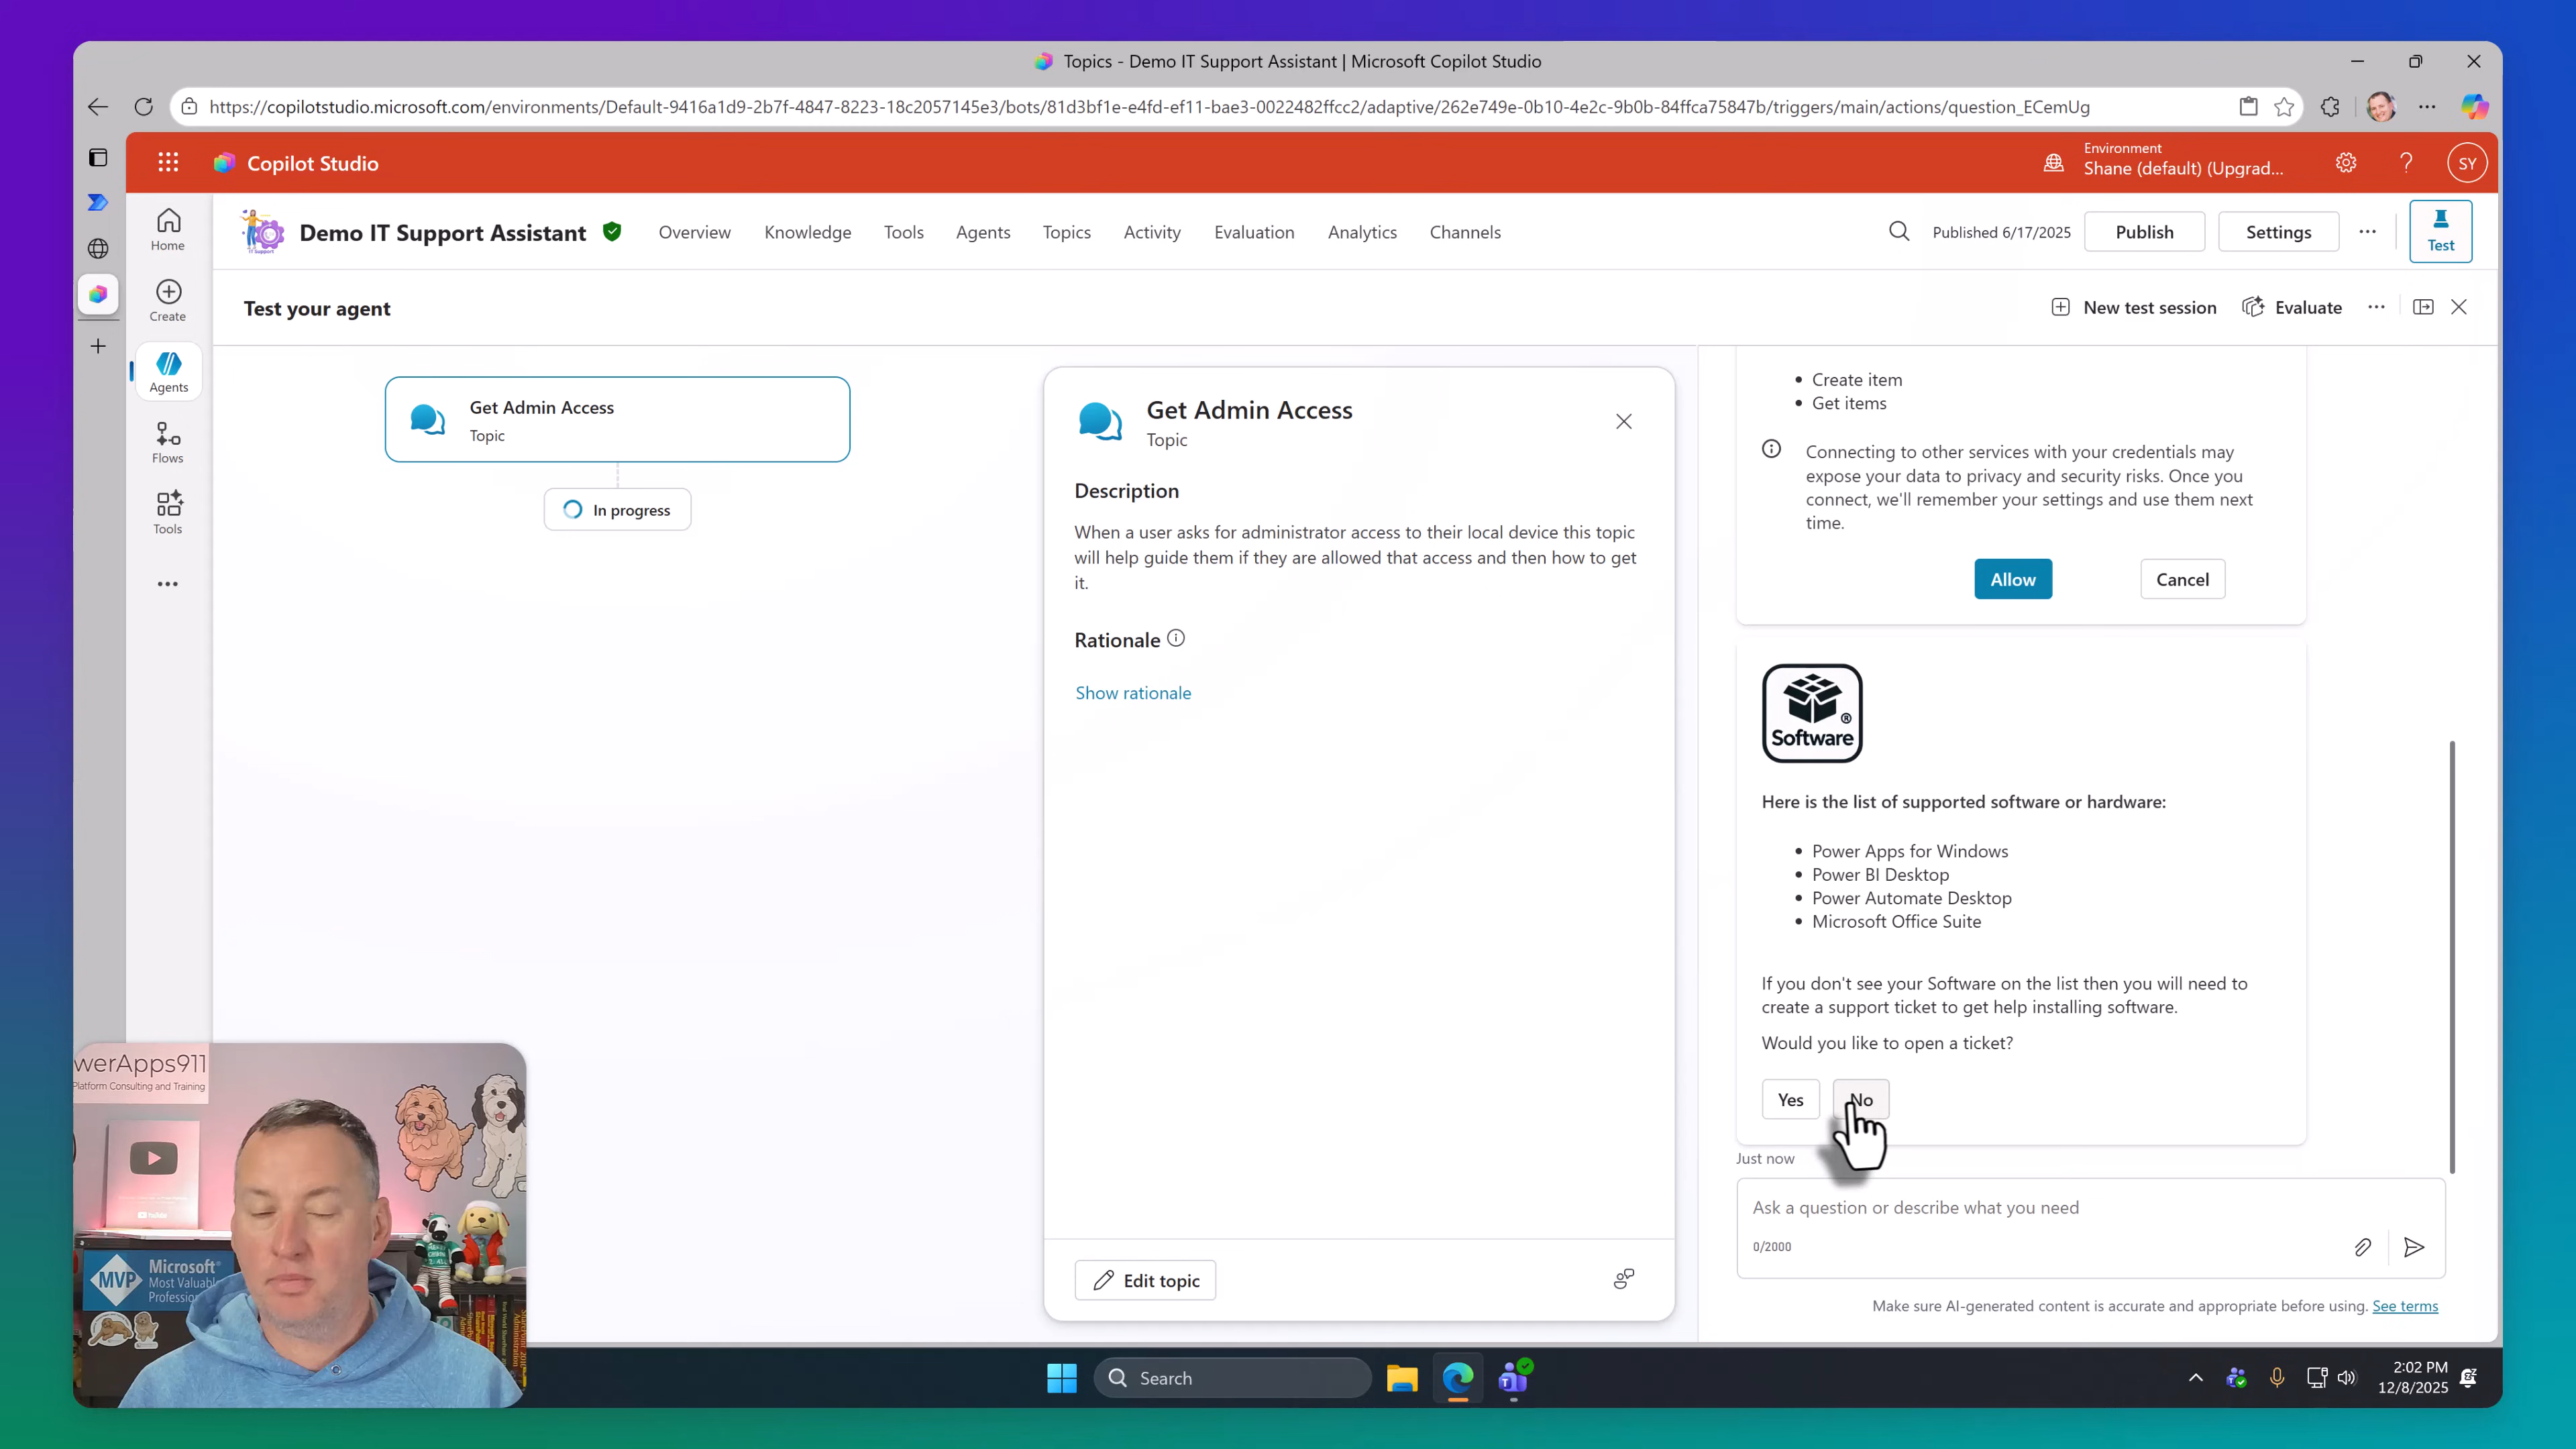 Topics - Demo IT Support Assistant | Microsoft Copilot Studio
https://copilotstudio.microsoft.com/environments/Default-9416a1d9-2b7f-4847-8223-18c2057145e3/bots/81d3bf1e-e4fd-ef11-bae3-0022482ffcc2/adaptive/262e749e-0b10-4e2c-9b0b-84ffca75847b/triggers/main/actions/question_ECemUg
Copilot Studio
Environment
Shane (default) (Upgrad...
SY
Home
Create
Agents
Flows
Tools
Demo IT Support Assistant
Overview
Knowledge
Tools
Agents
Topics
Activity
Evaluation
Analytics
Channels
Published 6/17/2025
Publish
Settings
Test
Test your agent
New test session
Evaluate
Get Admin Access
Topic
In progress
Get Admin Access
Topic
Description
When a user asks for administrator access to their local device this topic
will help guide them if they are allowed that access and then how to get
it.
Rationale
Show rationale
Edit topic
• Create item
• Get items
Connecting to other services with your credentials may
expose your data to privacy and security risks. Once you
connect, we'll remember your settings and use them next
time.
Allow
Cancel
Software
®
Here is the list of supported software or hardware:
• Power Apps for Windows
• Power BI Desktop
• Power Automate Desktop
• Microsoft Office Suite
If you don't see your Software on the list then you will need to
create a support ticket to get help installing software.
Would you like to open a ticket?
Yes
No
Just now
Ask a question or describe what you need
0/2000
Make sure AI-generated content is accurate and appropriate before using. See terms
werApps911
Platform Consulting and Training
YouTube
MVP
Microsoft®
Most Valuable
Professio
Search
2:02 PM
12/8/2025